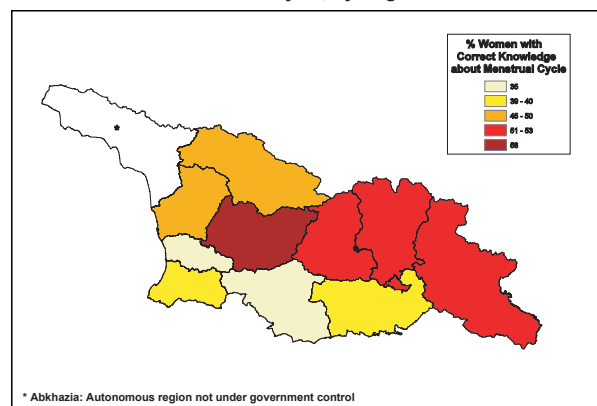 % Women with
Correct Knowledge
about Menstrual Cycle
35
39 - 40
45 - 50
51 - 53
56
*
* Abkhazia: Autonomous region not under government control